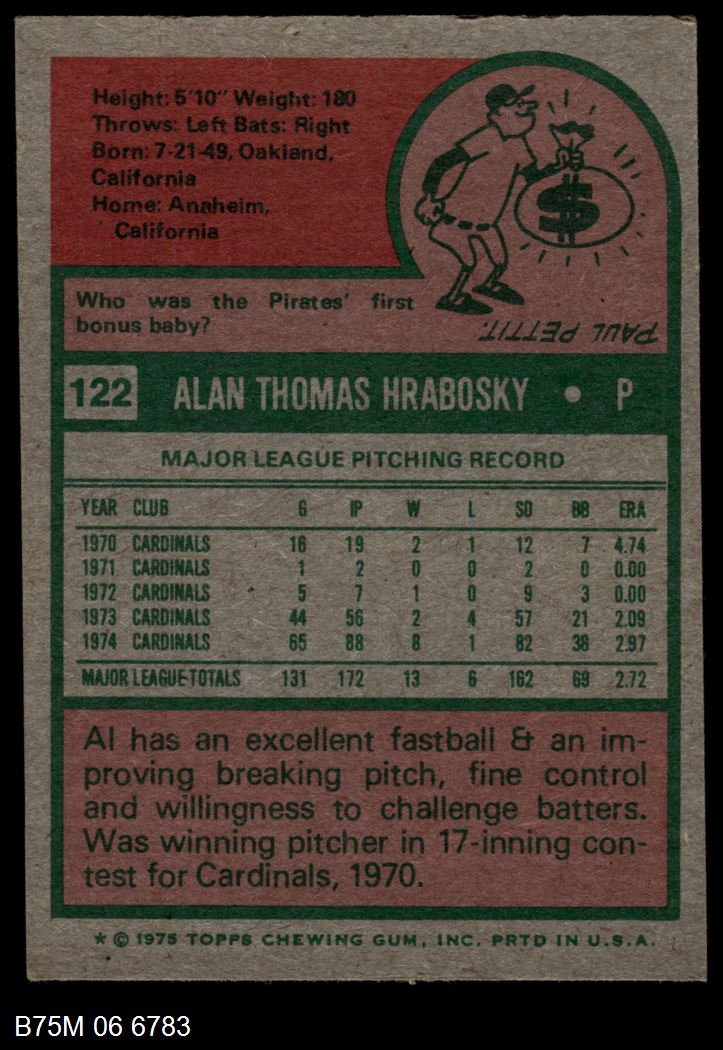 Height: 5'10" Weight: 180
Throws: Left Bats: Right
Born: 7-21-49, Oakland,
California
Home: Anaheim,
California
$
Who was the Pirates' first
bonus baby?
PAUL PETTIT.
122 ALAN THOMAS HRABOSKY • P
MAJOR LEAGUE PITCHING RECORD
YEAR CLUB G IP W L SO BB ERA
1970 CARDINALS 16 19 2 1 12 7 4.74
1971 CARDINALS 1 2 0 0 2 0 0.00
1972 CARDINALS 5 7 1 0 9 3 0.00
1973 CARDINALS 44 56 2 4 57 21 2.09
1974 CARDINALS 65 88 8 1 82 38 2.97
MAJOR LEAGUE TOTALS 131 172 13 6 162 69 2.72
Al has an excellent fastball & an im-
proving breaking pitch, fine control
and willingness to challenge batters.
Was winning pitcher in 17-inning con-
test for Cardinals, 1970.
* © 1975 TOPPS CHEWING GUM, INC. PRTD IN U.S.A.
B75M 06 6783